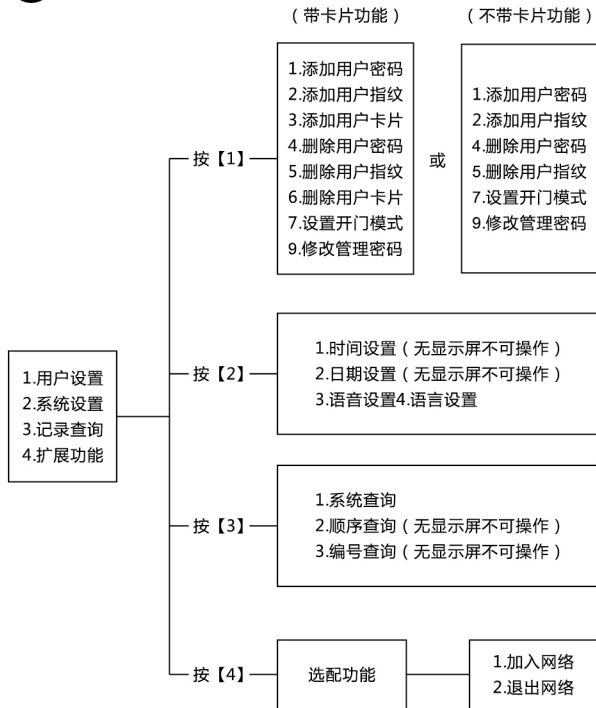 （带卡片功能）
（不带卡片功能）
1.添加用户密码
2.添加用户指纹
3.添加用户卡片
4.删除用户密码
5.删除用户指纹
6.删除用户卡片
7.设置开门模式
9.修改管理密码
按【1】
或
1.添加用户密码
2.添加用户指纹
4.删除用户密码
5.删除用户指纹
7.设置开门模式
9.修改管理密码
1.用户设置
2.系统设置
3.记录查询
4.扩展功能
按【2】
1.时间设置（无显示屏不可操作）
2.日期设置（无显示屏不可操作）
3.语音设置4.语言设置
按【3】
1.系统查询
2.顺序查询（无显示屏不可操作）
3.编号查询（无显示屏不可操作）
按【4】
选配功能
1.加入网络
2.退出网络